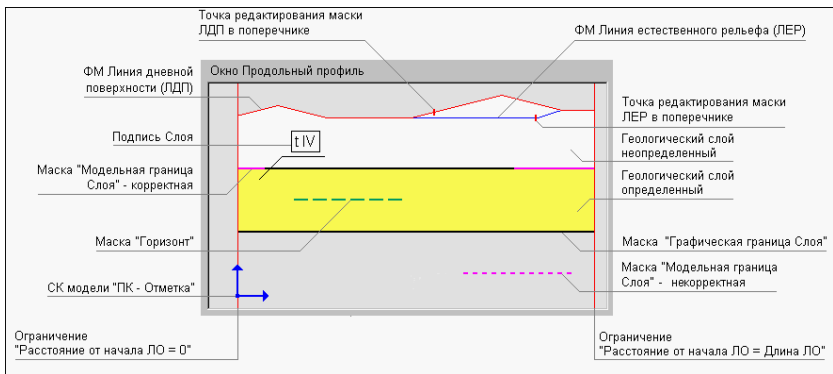 Точка редактирования маски
ЛДП в поперечнике
ФМ Линия естественного рельефа (ЛЕР)
Окно Продольный профиль
ФМ Линия дневной
поверхности (ЛДП)
Точка редактирования маски
ЛЕР в поперечнике
Подпись Слоя
t IV
Геологический слой
неопределенный
Маска "Модельная граница
Слоя" - корректная
Геологический слой
определенный
Маска "Горизонт"
Маска "Графическая граница Слоя"
Маска "Модельная граница
Слоя" - некорректная
СК модели "ПК - Отметка"
Ограничение
"Расстояние от начала ЛО = 0"
Ограничение
"Расстояние от начала ЛО = Длина ЛО"